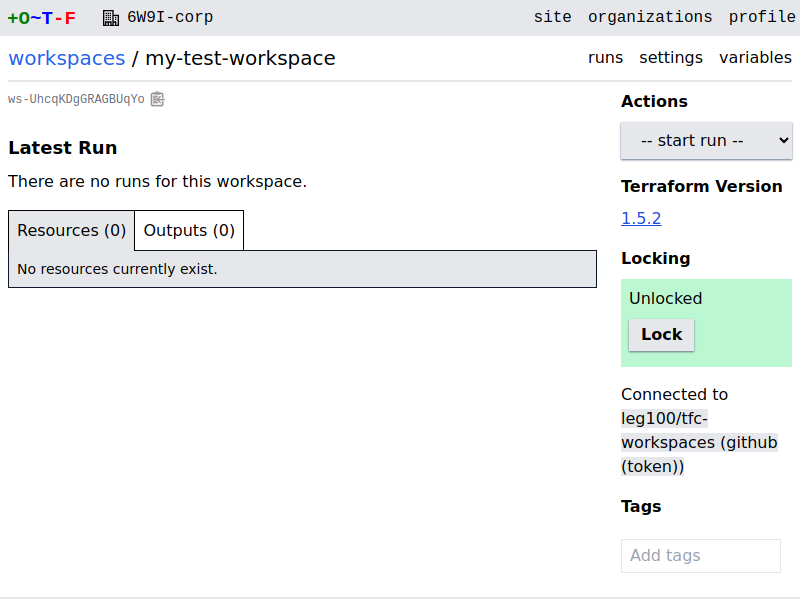 +O~T-F 6W9I-corp site organizations profile
workspaces / my-test-workspace runs settings variables
ws-UhcqKDgGRAGBUqYo
Latest Run
There are no runs for this workspace.
Resources (0) Outputs (0)
No resources currently exist.
Actions
-- start run --
Terraform Version
1.5.2
Locking
Unlocked
Lock
Connected to
leg100/tfc-
workspaces (github
(token))
Tags
Add tags